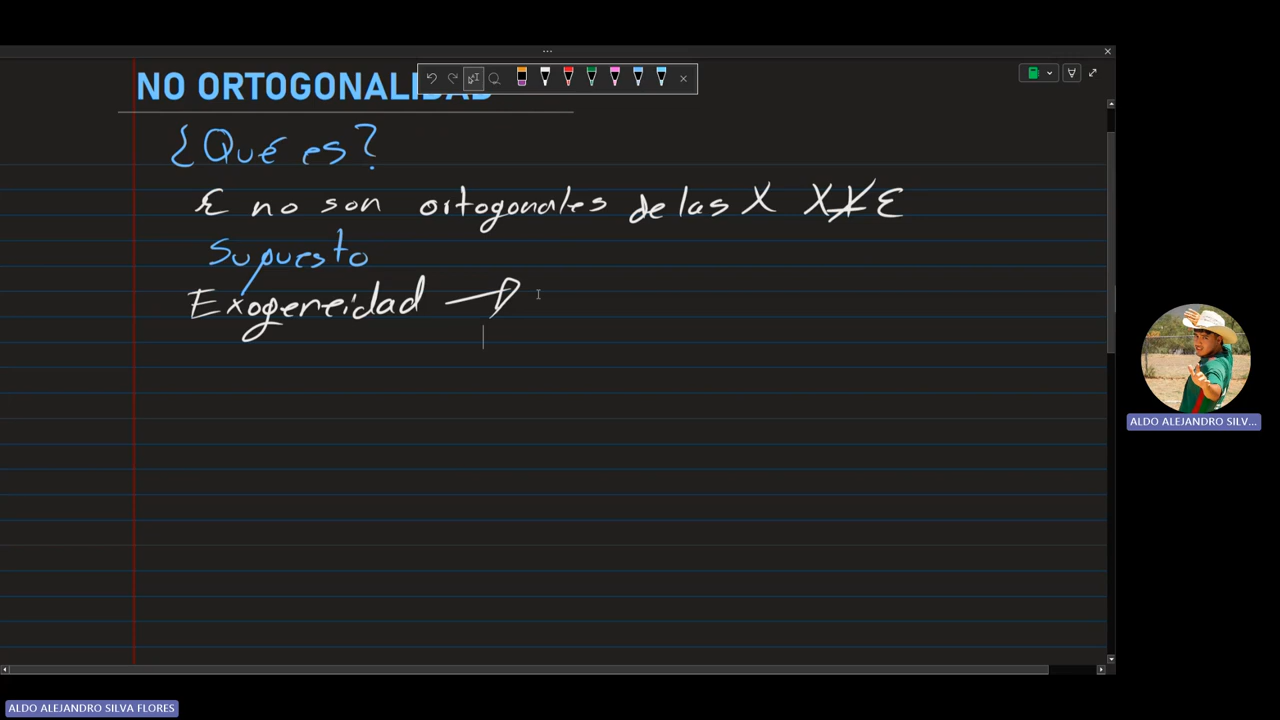 NO ORTOGONALIDAD
¿Qué es?
ε no son ortogonales de las X X⊥̸ε
Supuesto
Exogeneidad →
ALDO ALEJANDRO SILV...
ALDO ALEJANDRO SILVA FLORES